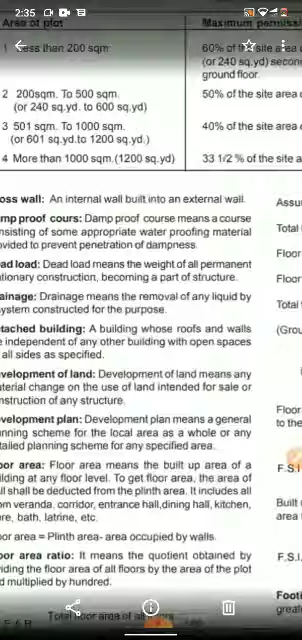 2:35
Area of plot
Maximum permiss
1 Less than 200 sqm
60% of the site area
(or 240 sq.yd) secon
ground floor.
2 200sqm. To 500 sqm.
(or 240 sq.yd. to 600 sq.yd)
50% of the site area
3 501 sqm. To 1000 sqm.
(or 601 sq.yd.to 1200 sq.yd.)
40% of the site area
4 More than 1000 sqm.(1200 sq.yd)
33 1/2 % of the site a
oss wall: An internal wall built into an external wall.
mp proof cours: Damp proof course means a course
nsisting of some appropriate water proofing material
ovided to prevent penetration of dampness.
ad load: Dead load means the weight of all permanent
ationary construction, becoming a part of structure.
ainage: Drainage means the removal of any liquid by
ystem constructed for the purpose.
tached building: A building whose roofs and walls
e independent of any other building with open spaces
all sides as specified.
velopment of land: Development of land means any
aterial change on the use of land intended for sale or
nstruction of any structure.
velopment plan: Development plan means a general
nning scheme for the local area as a whole or any
tailed planning scheme for any specified area.
oor area: Floor area means the built up area of a
ilding at any floor level. To get floor area, the area of
ll shall be deducted from the plinth area. It includes all
om veranda, corridor, entrance hall,dining hall, kitchen,
re, bath, latrine, etc.
oor area = Plinth area- area occupied by walls.
oor area ratio: It means the quotient obtained by
iding the floor area of all floors by the area of the plot
d multiplied by hundred.
Total floor area of all
Assu
Total
Floor
Floor
Total
(Grou
Floor
to the
F.S.I
Built
area
F.S.I.
Footi
great